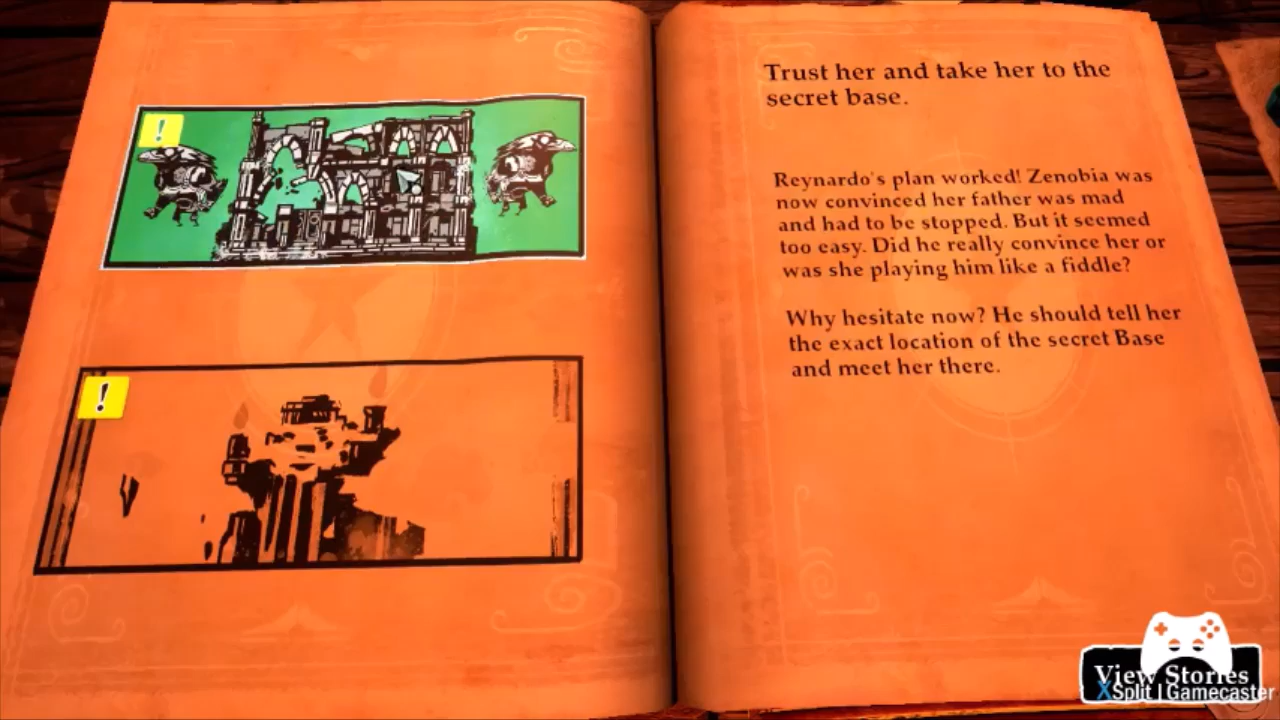 !
!
Trust her and take her to the
secret base.
Reynardo's plan worked! Zenobia was
now convinced her father was mad
and had to be stopped. But it seemed
too easy. Did he really convince her or
was she playing him like a fiddle?
Why hesitate now? He should tell her
the exact location of the secret Base
and meet her there.
View Stories
XSplit | Gamecaster